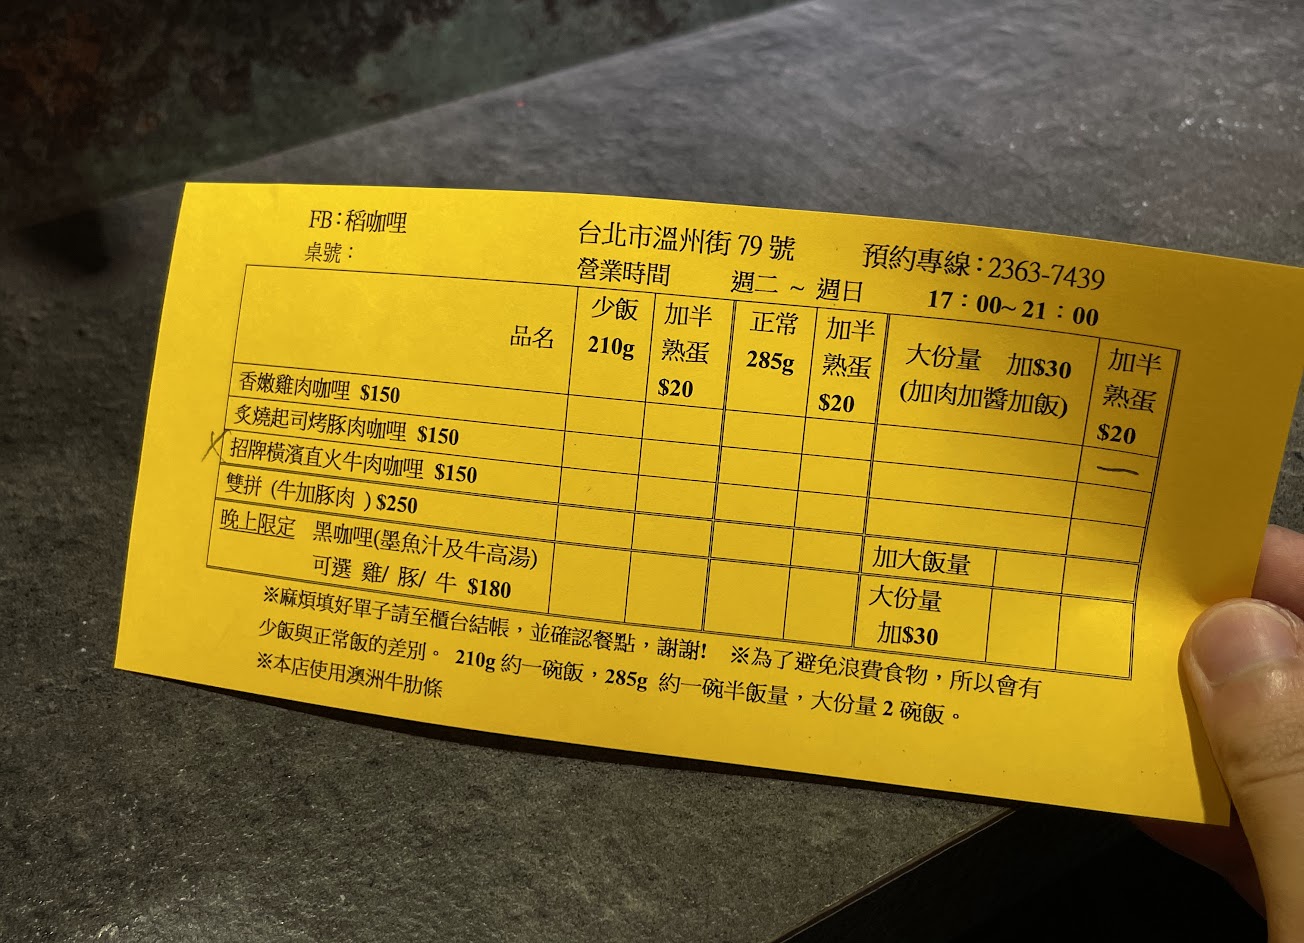 FB：稻咖哩 台北市溫州街 79 號 預約專線：2363-7439
桌號： 營業時間 週二 ~ 週日 17：00~ 21：00
品名 少飯 210g 加半熟蛋 $20 正常 285g 加半熟蛋 $20 大份量 加$30 (加肉加醬加飯) 加半熟蛋 $20
香嫩雞肉咖哩 $150
炙燒起司烤豚肉咖哩 $150
招牌橫濱直火牛肉咖哩 $150
雙拼 (牛加豚肉 ) $250 加大飯量
晚上限定 黑咖哩(墨魚汁及牛高湯) 大份量
可選 雞/ 豚/ 牛 $180 加$30
※麻煩填好單子請至櫃台結帳，並確認餐點，謝謝! ※為了避免浪費食物，所以會有
少飯與正常飯的差別。 210g 約一碗飯，285g 約一碗半飯量，大份量 2 碗飯。
※本店使用澳洲牛肋條